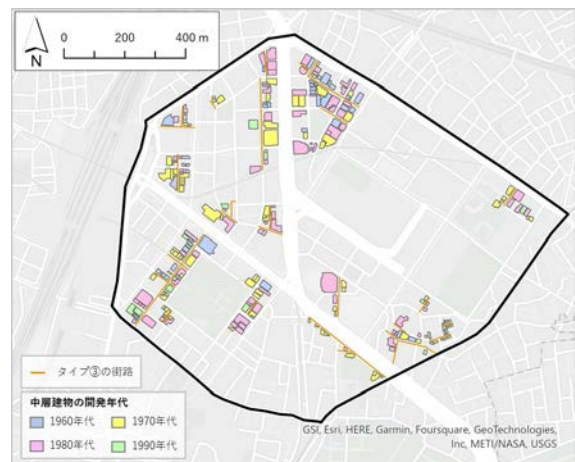 0 200 400 m
N
タイプ③の街路
中層建物の開発年代
1960年代 1970年代
1980年代 1990年代
GSI, Esri, HERE, Garmin, Foursquare, GeoTechnologies,
Inc, METI/NASA, USGS